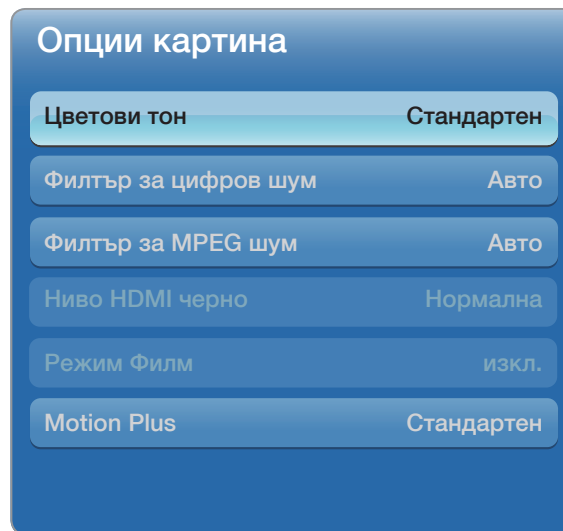 Опции картина
Цветови тон Стандартен
Филтър за цифров шум Авто
Филтър за MPEG шум Авто
Ниво HDMI черно Нормална
Режим Филм изкл.
Motion Plus Стандартен